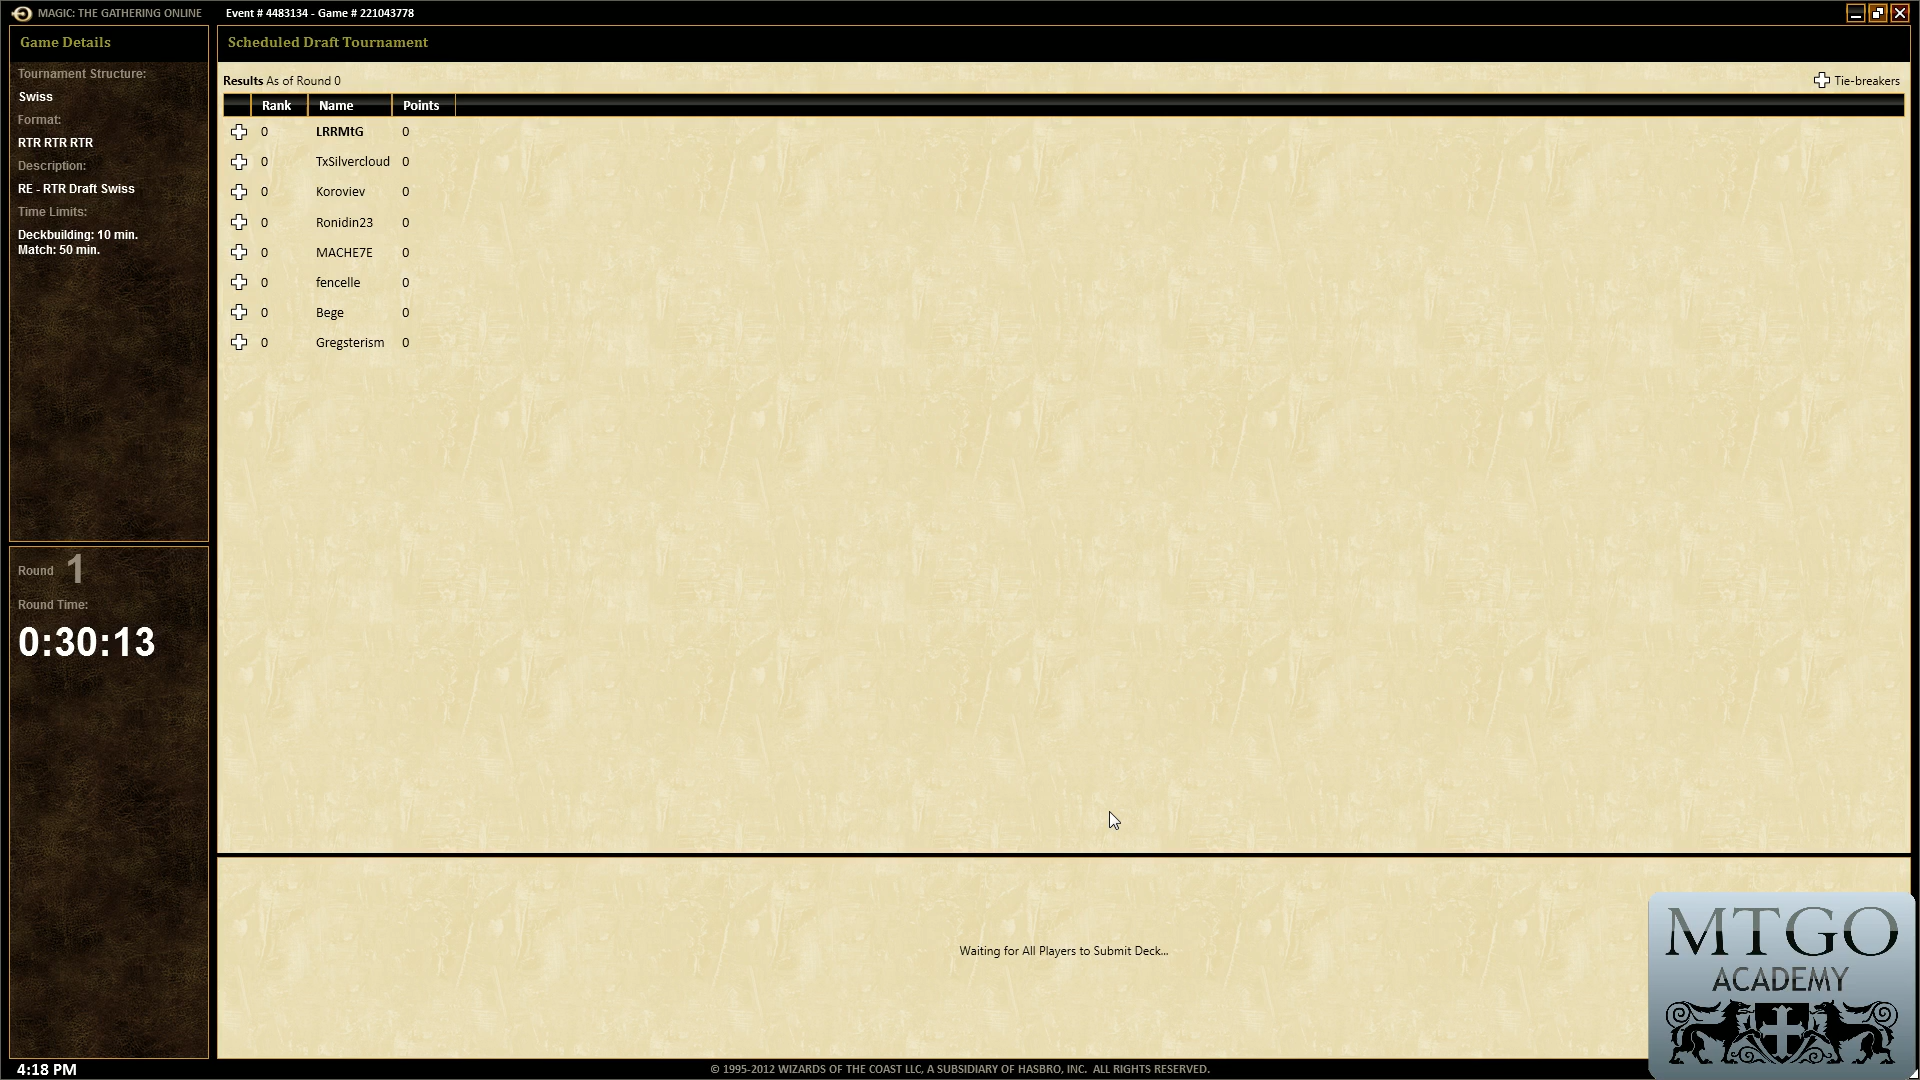 MAGIC: THE GATHERING ONLINE Event # 4483134 - Game # 221043778
Game Details
Tournament Structure:
Swiss
Format:
RTR RTR RTR
Description:
RE - RTR Draft Swiss
Time Limits:
Deckbuilding: 10 min.
Match: 50 min.
Round 1
Round Time:
0:30:13
4:18 PM
Scheduled Draft Tournament
Results As of Round 0 Tie-breakers
Rank Name Points
0 LRRMtG 0
0 TxSilvercloud 0
0 Koroviev 0
0 Ronidin23 0
0 MACHE7E 0
0 fencelle 0
0 Bege 0
0 Gregsterism 0
Waiting for All Players to Submit Deck...
MTGO
ACADEMY
© 1995-2012 WIZARDS OF THE COAST LLC, A SUBSIDIARY OF HASBRO, INC. ALL RIGHTS RESERVED.